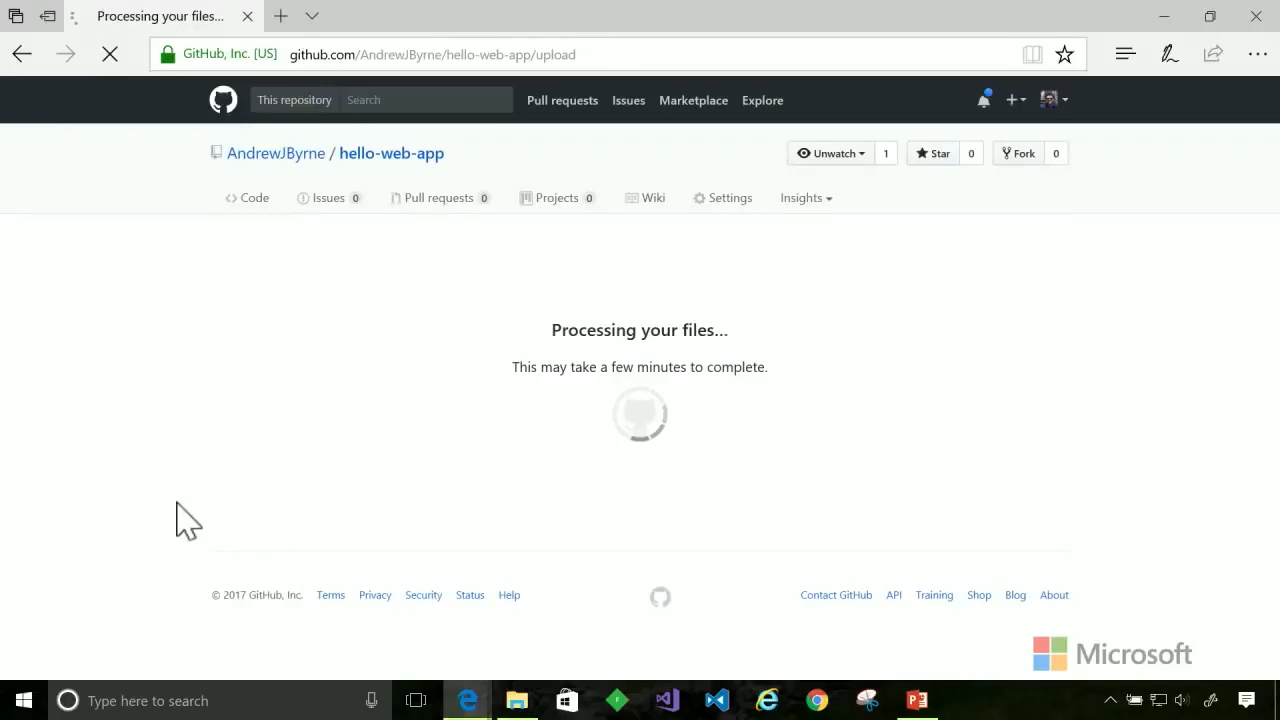 Processing your files...
GitHub, Inc. [US] github.com/AndrewJByrne/hello-web-app/upload
This repository Search Pull requests Issues Marketplace Explore
AndrewJByrne / hello-web-app Unwatch 1 Star 0 Fork 0
Code Issues 0 Pull requests 0 Projects 0 Wiki Settings Insights
Processing your files...
This may take a few minutes to complete.
© 2017 GitHub, Inc. Terms Privacy Security Status Help Contact GitHub API Training Shop Blog About
Microsoft
Type here to search